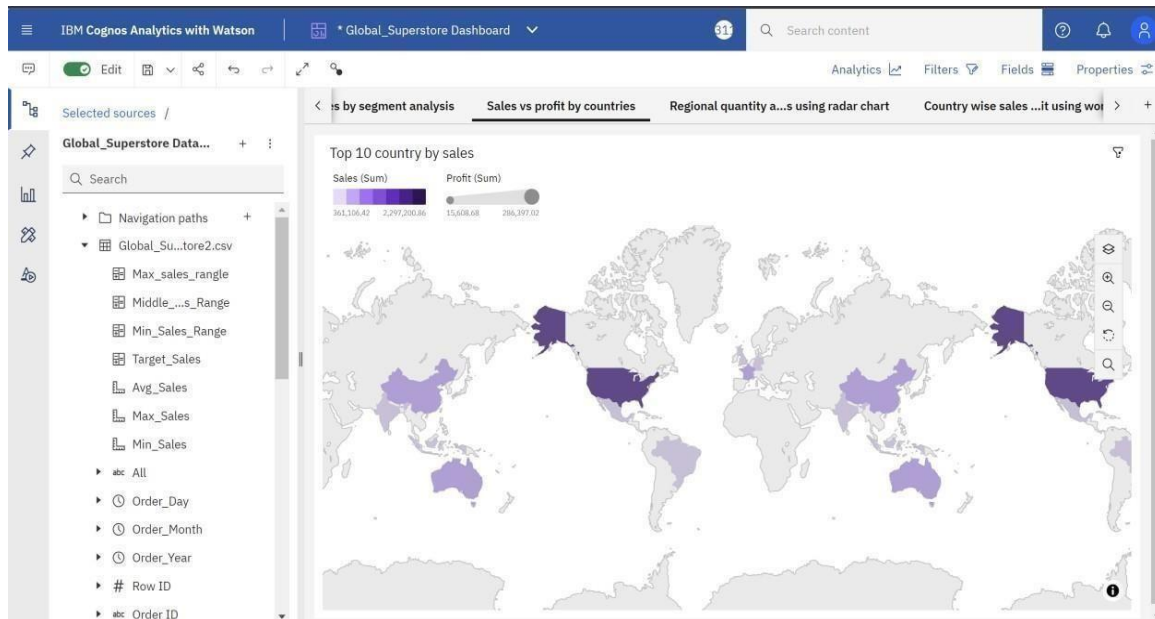 IBM Cognos Analytics with Watson
* Global_Superstore Dashboard
Search content
Edit
Analytics
Filters
Fields
Properties
Selected sources /
es by segment analysis
Sales vs profit by countries
Regional quantity a...s using radar chart
Country wise sales ...it using wor
Global_Superstore Data...
Search
Navigation paths
Global_Su...tore2.csv
Max_sales_rangle
Middle_...s_Range
Min_Sales_Range
Target_Sales
Avg_Sales
Max_Sales
Min_Sales
abc All
Order_Day
Order_Month
Order_Year
# Row ID
abc Order ID
Top 10 country by sales
Sales (Sum)
Profit (Sum)
361,106.42 2,297,200.86
15,608.68 286,397.02